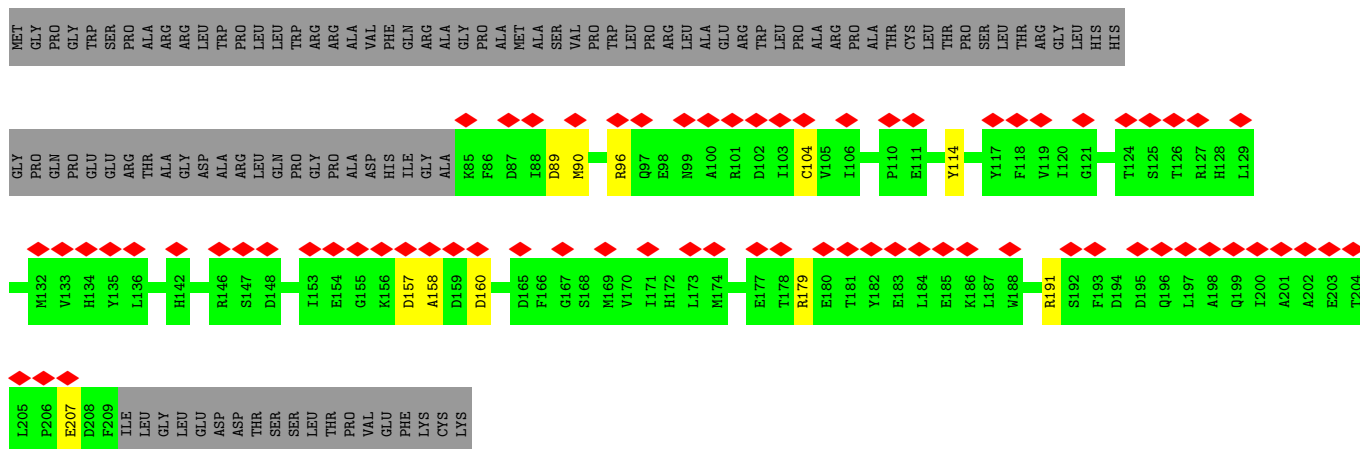 MET GLY PRO GLY TRP SER PRO ALA ARG ARG LEU TRP PRO LEU LEU TRP ARG ARG ALA VAL PHE GLN ARG ALA GLY PRO ALA MET ALA SER VAL PRO TRP LEU PRO ARG LEU ALA GLU ARG TRP LEU PRO ALA ARG PRO ALA THR CYS LEU THR PRO SER LEU THR ARG GLY LEU HIS HIS
GLY PRO GLN PRO GLU GLU ARG THR ALA GLY ASP ALA ARG LEU GLN PRO GLY PRO ALA ASP HIS ILE GLY ALA K85 F86 D87 I88 D89 M90 R96 Q97 E98 N99 A100 R101 D102 I103 C104 V105 I106 P110 E111 Y114 Y117 F118 V119 I120 G121 T124 S125 T126 R127 H128 L129
M132 V133 H134 Y135 L136 H142 R146 S147 D148 I153 E154 G155 K156 D157 A158 D159 D160 D165 F166 G167 S168 M169 V170 I171 H172 L173 M174 E177 T178 R179 E180 T181 Y182 E183 L184 E185 K186 L187 W188 R191 S192 F193 D194 D195 Q196 L197 A198 Q199 I200 A201 A202 E203 T204
L205 P206 E207 D208 F209 ILE LEU GLY LEU GLU ASP ASP THR SER SER LEU THR PRO VAL GLU PHE LYS CYS LYS